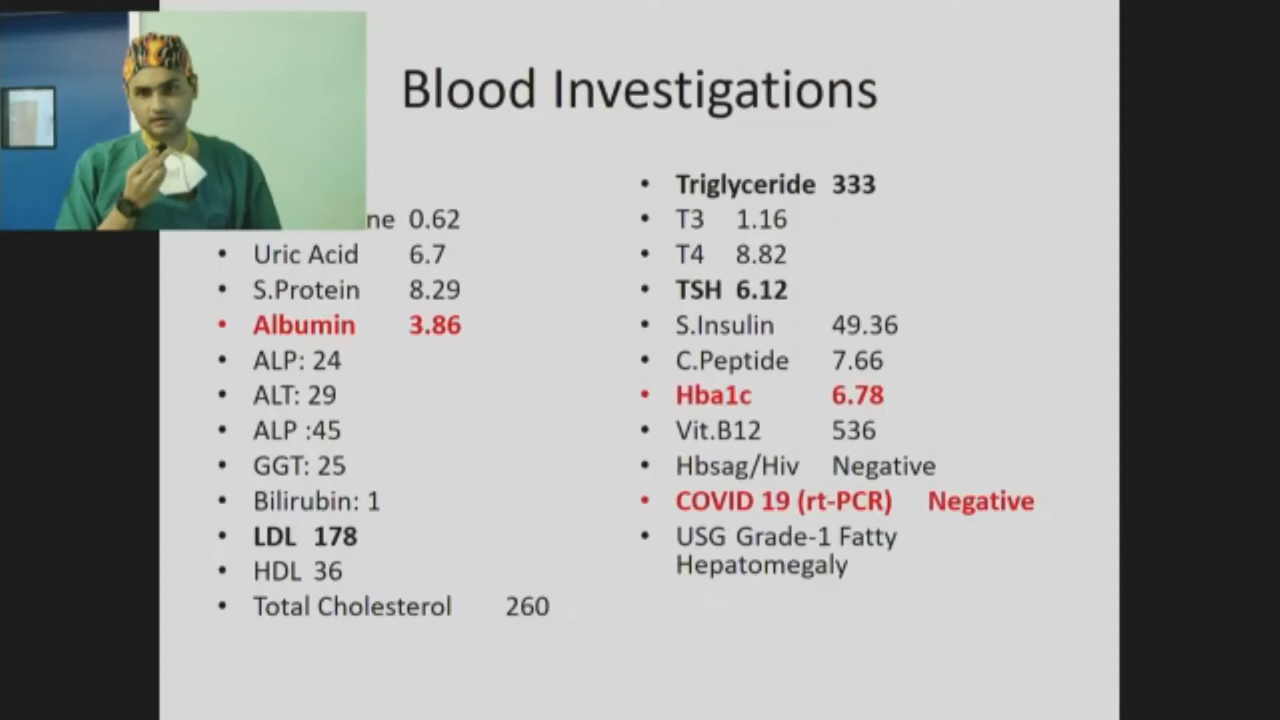 Blood Investigations
ne 0.62
• Uric Acid 6.7
• S.Protein 8.29
• Albumin 3.86
• ALP: 24
• ALT: 29
• ALP :45
• GGT: 25
• Bilirubin: 1
• LDL 178
• HDL 36
• Total Cholesterol 260
• Triglyceride 333
• T3 1.16
• T4 8.82
• TSH 6.12
• S.Insulin 49.36
• C.Peptide 7.66
• Hba1c 6.78
• Vit.B12 536
• Hbsag/Hiv Negative
• COVID 19 (rt-PCR) Negative
• USG Grade-1 Fatty
Hepatomegaly